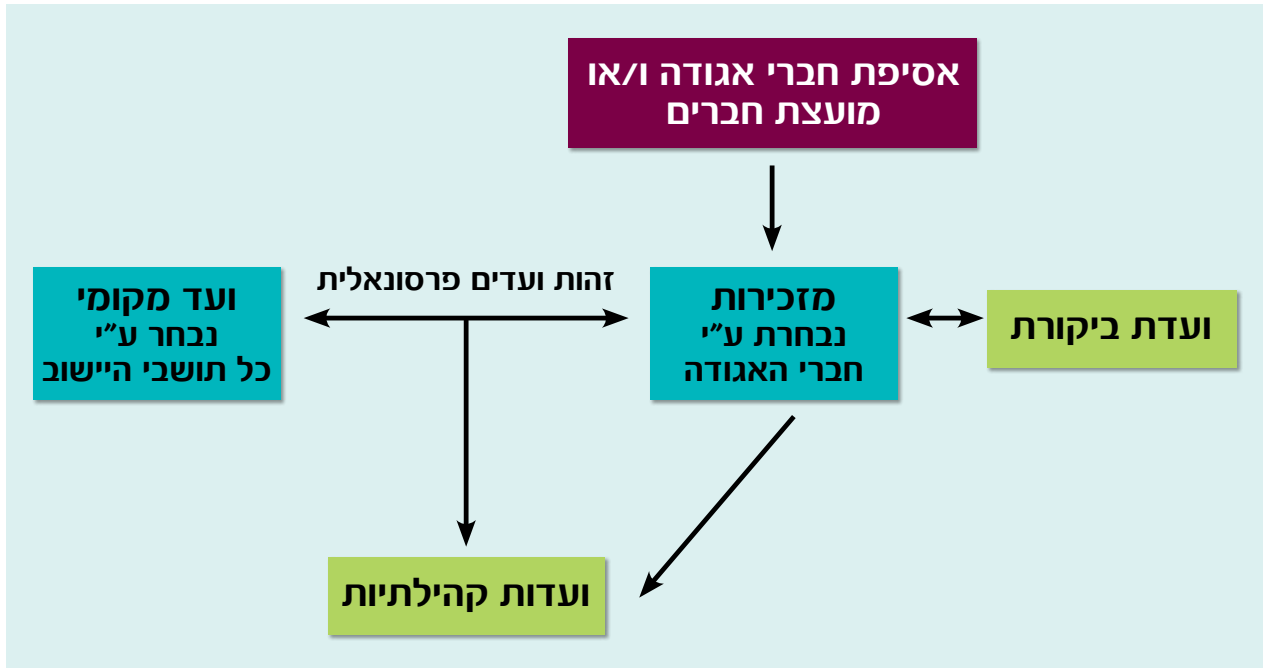 אסיפת חברי אגודה ו/או
מועצת חברים
זהות ועדים פרסונאלית
ועד מקומי
נבחר ע״י
כל תושבי היישוב
מזכירות
נבחרת ע״י
חברי האגודה
ועדת ביקורת
ועדות קהילתיות